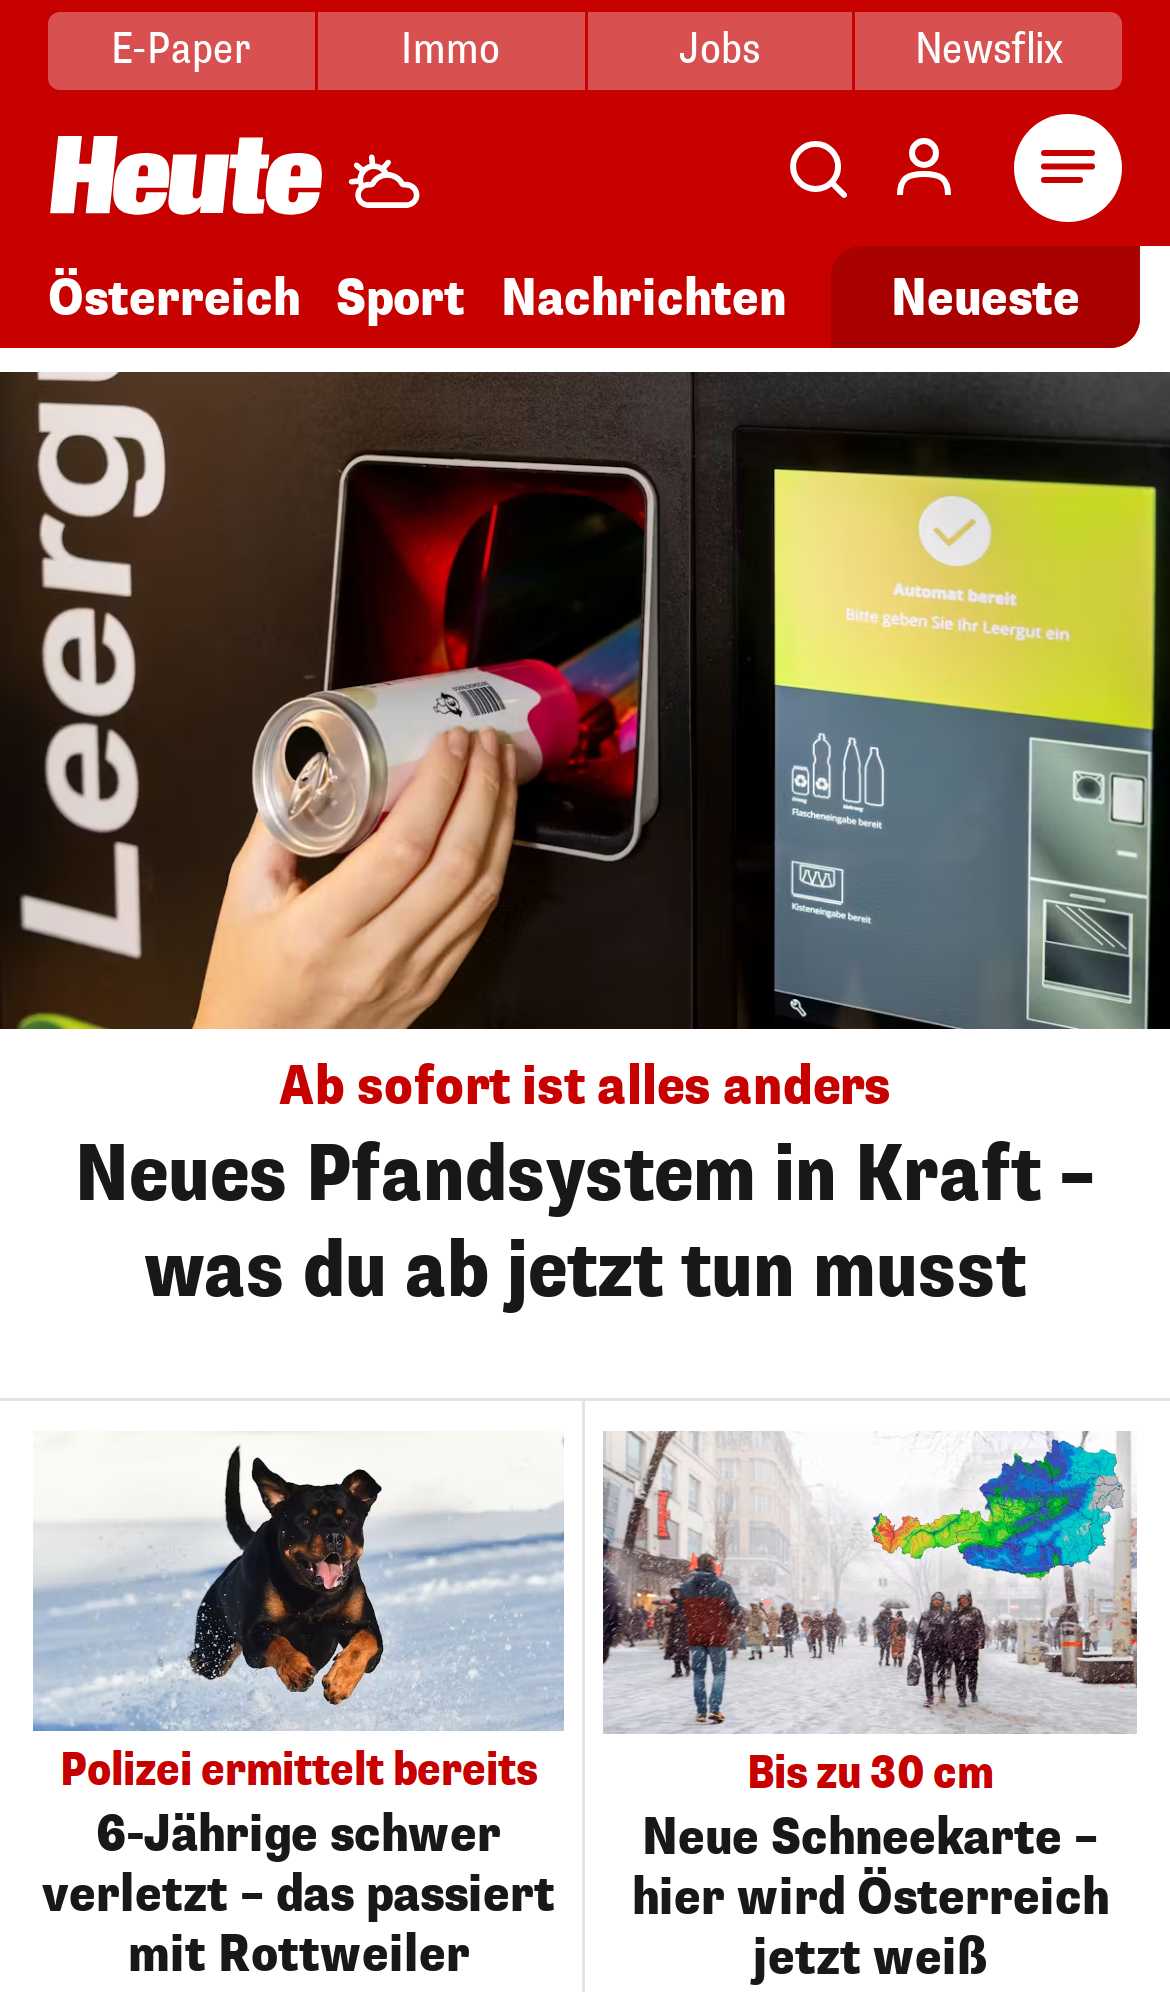 E-Paper
Immo
Jobs
Newsflix
Heute
Österreich
Sport
Nachrichten
Neueste
Leergu
Automat bereit
Bitte geben Sie Ihr Leergut ein
Flascheneingabe bereit
Kisteneingabe bereit
Ab sofort ist alles anders
Neues Pfandsystem in Kraft –
was du ab jetzt tun musst
Polizei ermittelt bereits
6-Jährige schwer
verletzt – das passiert
mit Rottweiler
Bis zu 30 cm
Neue Schneekarte –
hier wird Österreich
jetzt weiß